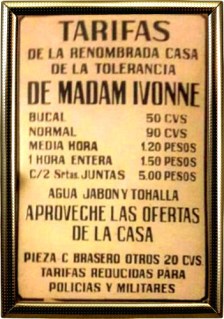 TARIFAS
DE LA RENOMBRADA CASA
DE LA TOLERANCIA
DE MADAM IVONNE
BUCAL 50 CVS
NORMAL 90 CVS
MEDIA HORA 1.20 PESOS
1 HORA ENTERA 1.50 PESOS
C/2 Srtas. JUNTAS 5.00 PESOS
AGUA JABON Y TOHALLA
APROVECHE LAS OFERTAS
DE LA CASA
PIEZA C BRASERO OTROS 20 CVS.
TARIFAS REDUCIDAS PARA
POLICIAS Y MILITARES